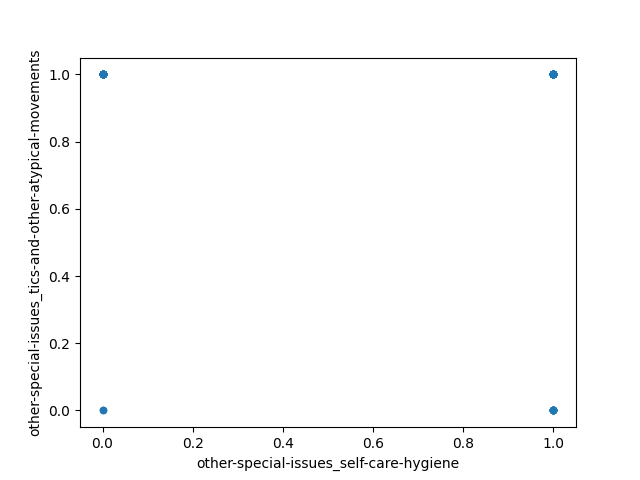 other-special-issues_tics-and-other-atypical-movements
1.0
0.8
0.6
0.4
0.2
0.0
0.0 0.2 0.4 0.6 0.8 1.0
other-special-issues_self-care-hygiene